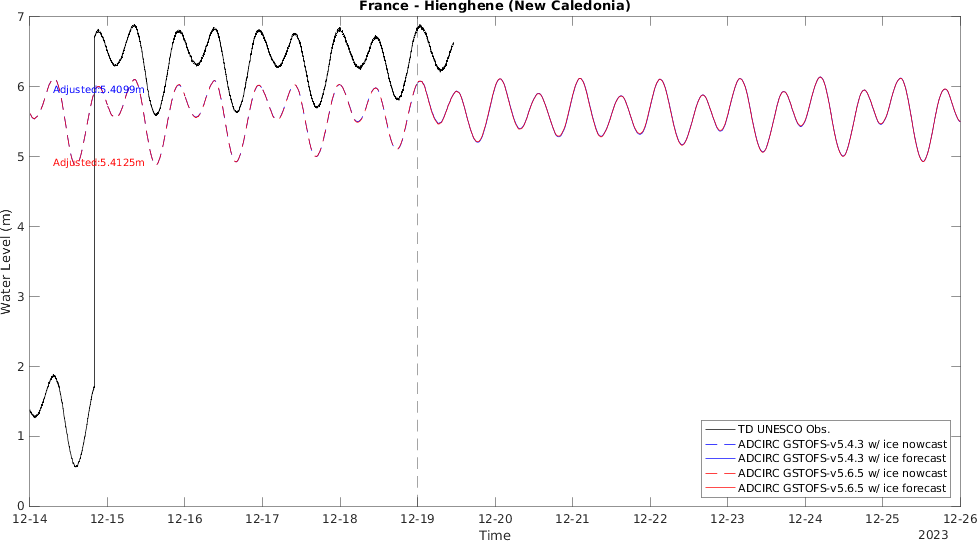 France - Hienghene (New Caledonia)
7
6
5
4
3
2
1
0
Water Level (m)
Adjusted:5.4099m
Adjusted:5.4125m
TD UNESCO Obs.
ADCIRC GSTOFS-v5.4.3 w/ ice nowcast
ADCIRC GSTOFS-v5.4.3 w/ ice forecast
ADCIRC GSTOFS-v5.6.5 w/ ice nowcast
ADCIRC GSTOFS-v5.6.5 w/ ice forecast
12-14 12-15 12-16 12-17 12-18 12-19 12-20 12-21 12-22 12-23 12-24 12-25 12-26
Time
2023